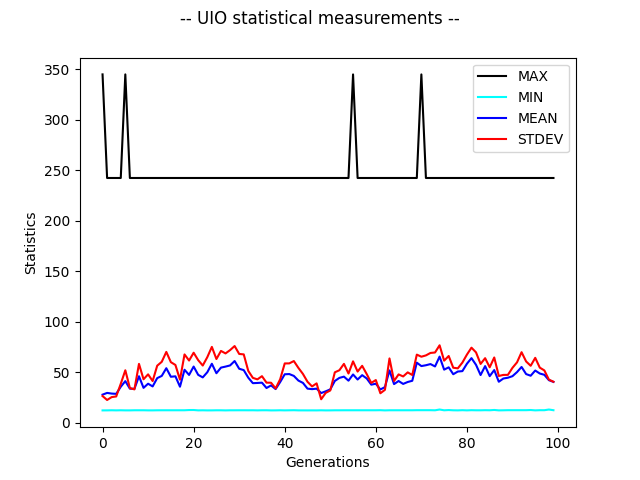 -- UIO statistical measurements --
350
300
250
200
150
100
50
0
Statistics
MAX
MIN
MEAN
STDEV
0 20 40 60 80 100
Generations